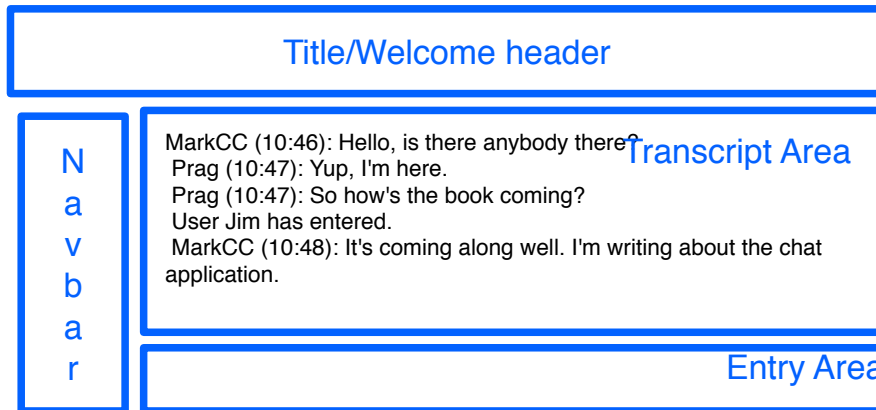 Title/Welcome header
Navbar
MarkCC (10:46): Hello, is there anybody there?
Transcript Area
Prag (10:47): Yup, I'm here.
Prag (10:47): So how's the book coming?
User Jim has entered.
MarkCC (10:48): It's coming along well. I'm writing about the chat
application.
Entry Area